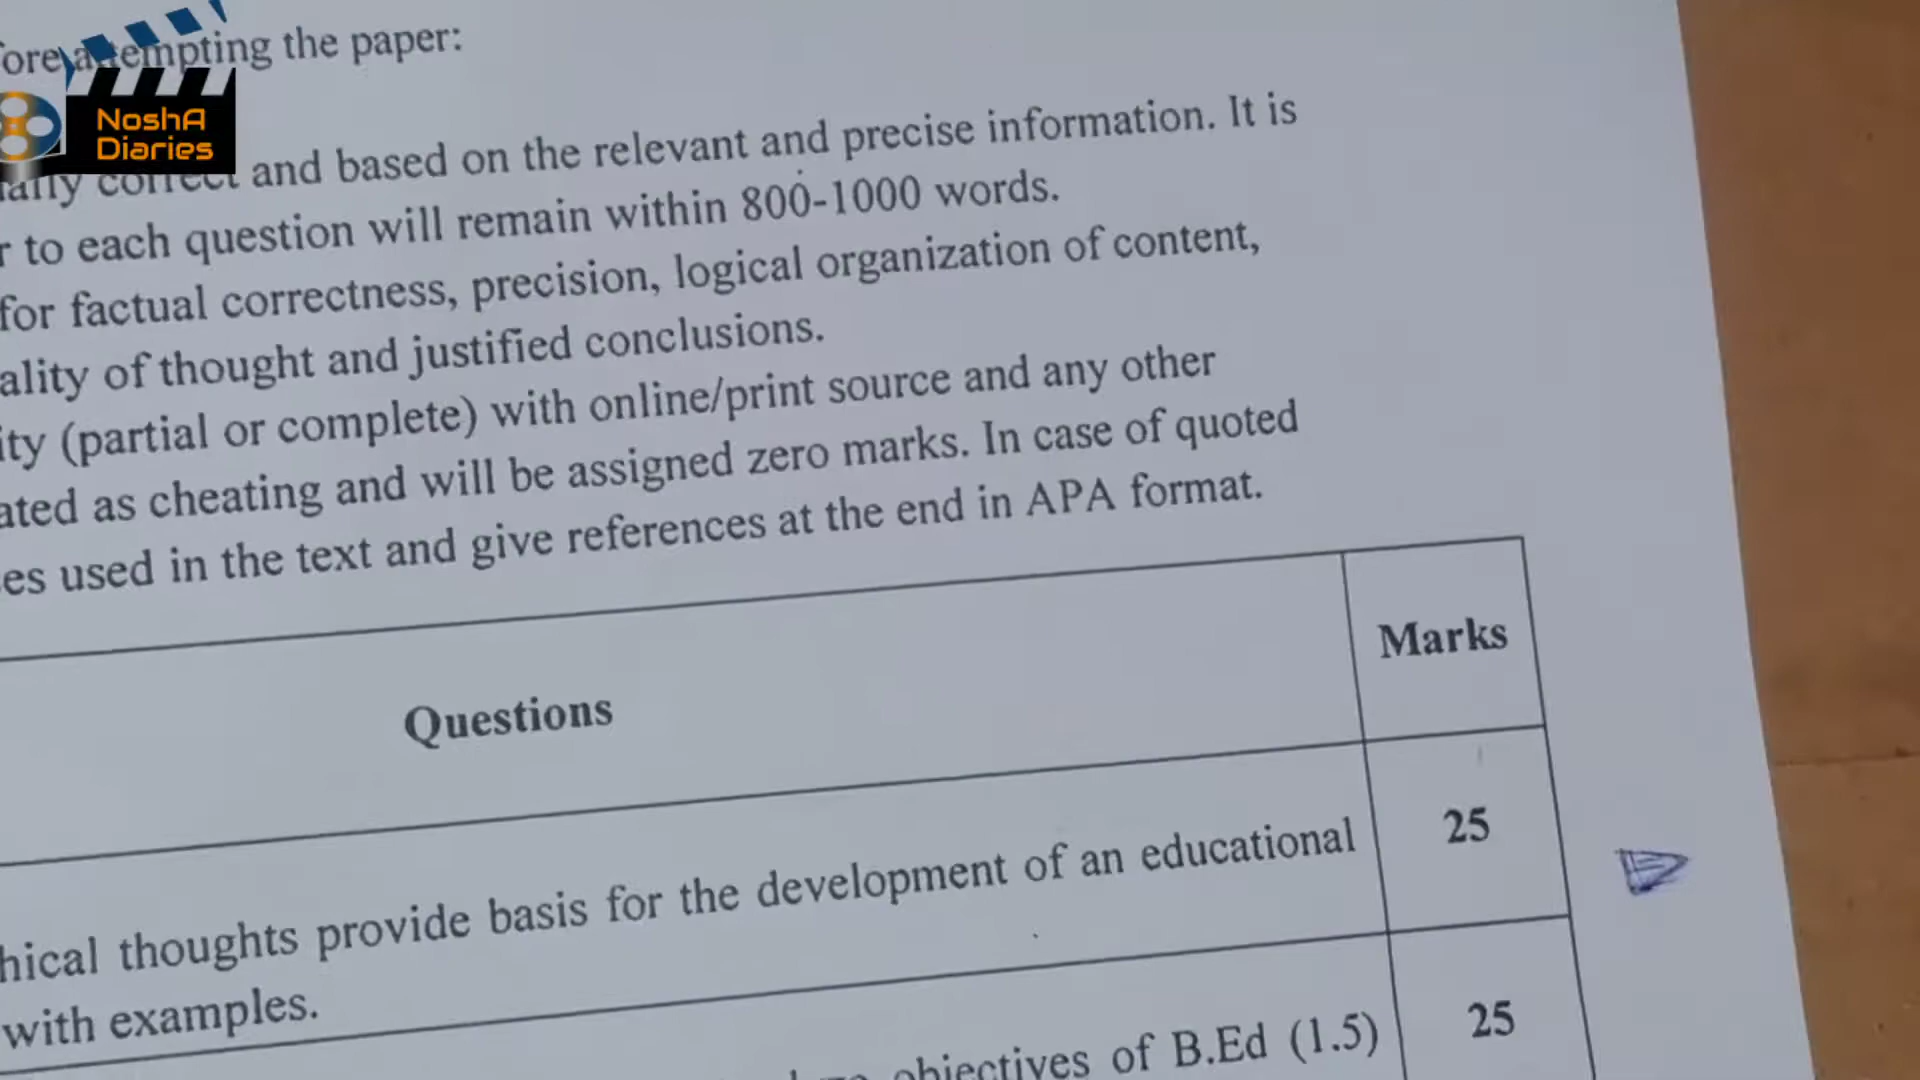 attempting the paper:
NoshA
Diaries
correct and based on the relevant and precise information. It is
r to each question will remain within 800-1000 words.
for factual correctness, precision, logical organization of content,
ality of thought and justified conclusions.
ity (partial or complete) with online/print source and any other
ated as cheating and will be assigned zero marks. In case of quoted
es used in the text and give references at the end in APA format.
Questions
Marks
hical thoughts provide basis for the development of an educational
with examples.
25
objectives of B.Ed (1.5)
25